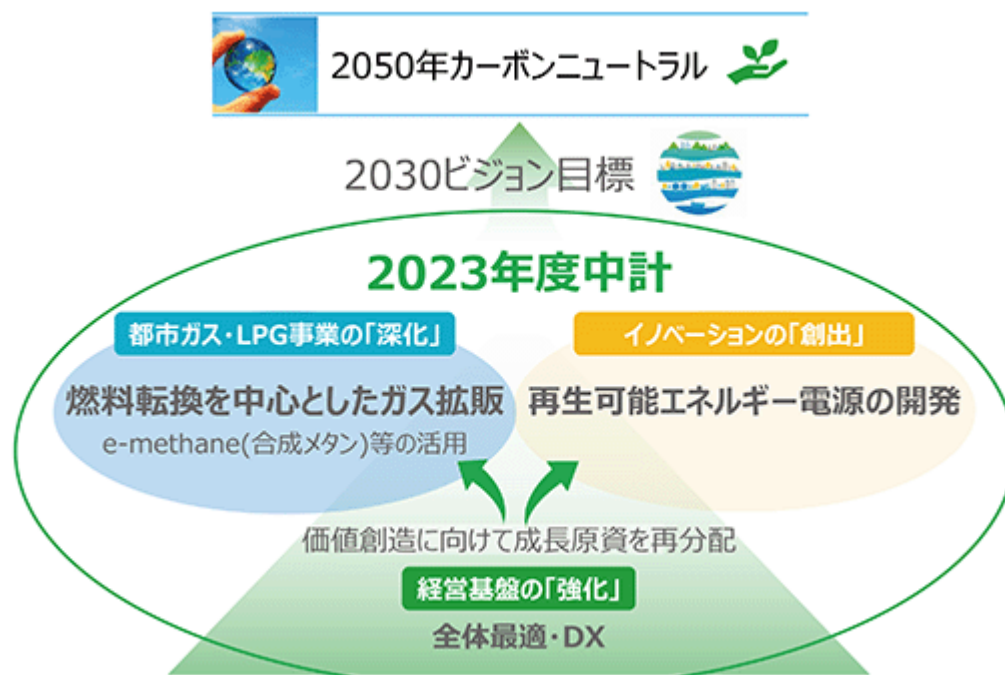 2050年カーボンニュートラル
2030ビジョン目標
2023年度中計
都市ガス・LPG事業の「深化」
燃料転換を中心としたガス拡販
e-methane(合成メタン)等の活用
イノベーションの「創出」
再生可能エネルギー電源の開発
価値創造に向けて成長原資を再分配
経営基盤の「強化」
全体最適・DX